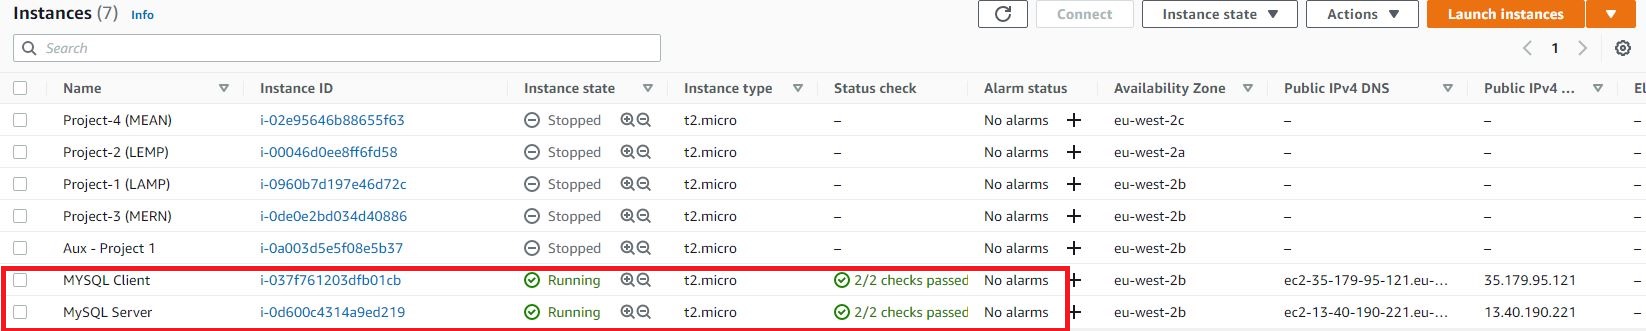 Instances (7) Info Connect Instance state Actions Launch instances
Search 1
Name Instance ID Instance state Instance type Status check Alarm status Availability Zone Public IPv4 DNS Public IPv4 ... El
Project-4 (MEAN) i-02e95646b88655f63 Stopped t2.micro – No alarms + eu-west-2c – – –
Project-2 (LEMP) i-00046d0ee8ff6fd58 Stopped t2.micro – No alarms + eu-west-2a – – –
Project-1 (LAMP) i-0960b7d197e46d72c Stopped t2.micro – No alarms + eu-west-2b – – –
Project-3 (MERN) i-0de0e2bd034d40886 Stopped t2.micro – No alarms + eu-west-2b – – –
Aux - Project 1 i-0a003d5e5f08e5b37 Stopped t2.micro – No alarms + eu-west-2b – – –
MYSQL Client i-037f761203dfb01cb Running t2.micro 2/2 checks passed No alarms + eu-west-2b ec2-35-179-95-121.eu-... 35.179.95.121 –
MySQL Server i-0d600c4314a9ed219 Running t2.micro 2/2 checks passed No alarms + eu-west-2b ec2-13-40-190-221.eu-... 13.40.190.221 –